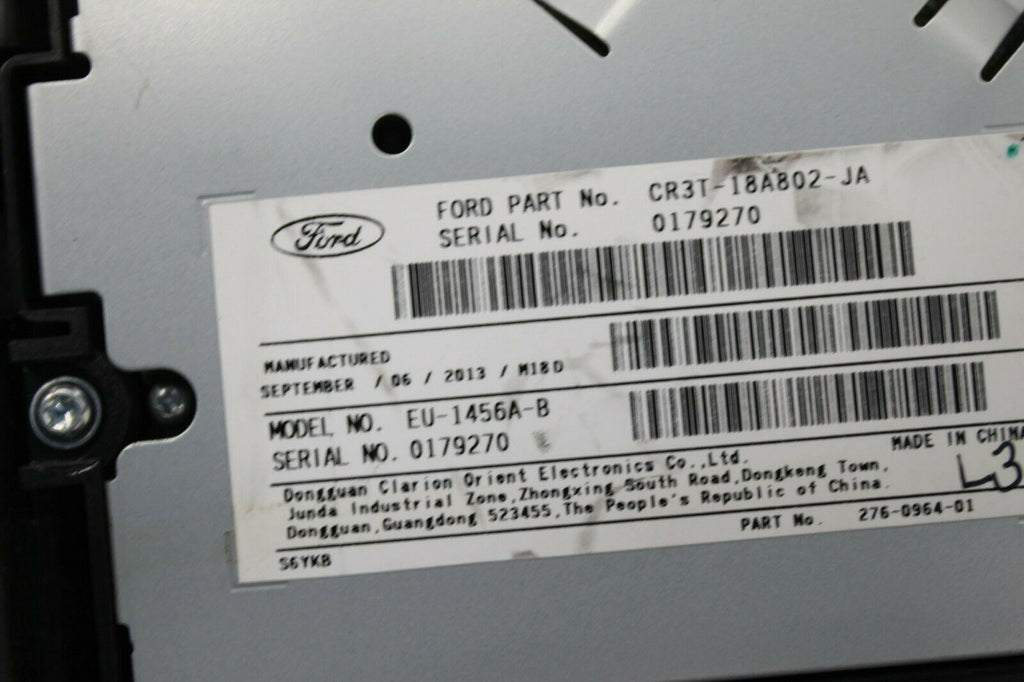 Ford
FORD PART No. CR3T-18A802-JA
SERIAL No. 0179270
MANUFACTURED
SEPTEMBER / 06 / 2013 / M18D
MODEL NO. EU-1456A-B
SERIAL NO. 0179270
MADE IN CHINA
L3
Dongguan Clarion Orient Electronics Co.,Ltd.
Junda Industrial Zone,Zhongxing South Road,Dongkeng Town,
Dongguan,Guangdong 523455,The People's Republic of China.
PART No. 276-0964-01
S6YKB